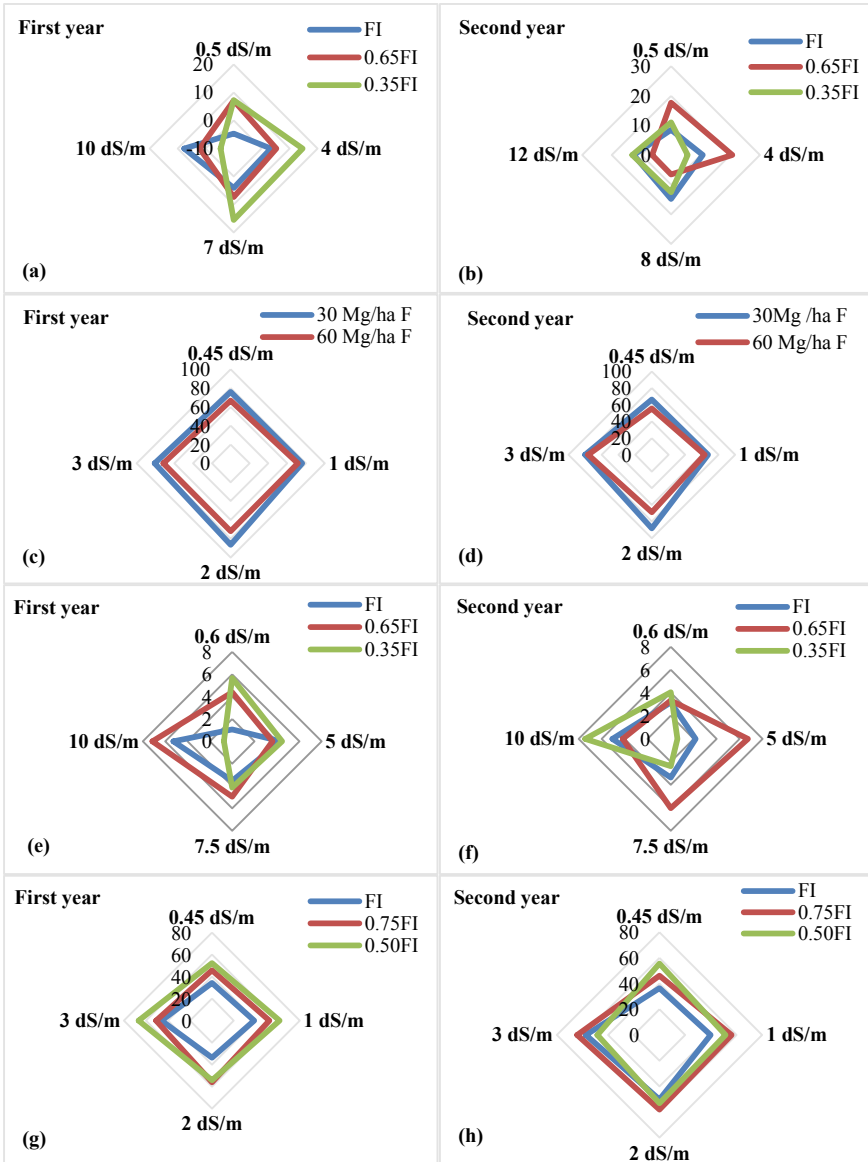 First year
FI
0.65FI
0.35FI
0.5 dS/m
20
10
0
-10
10 dS/m
4 dS/m
7 dS/m
(a)
Second year
FI
0.65FI
0.35FI
0.5 dS/m
30
20
10
0
12 dS/m
4 dS/m
8 dS/m
(b)
First year
30 Mg/ha F
60 Mg/ha F
0.45 dS/m
100
80
60
40
20
0
3 dS/m
1 dS/m
2 dS/m
(c)
Second year
30Mg /ha F
60 Mg/ha F
0.45 dS/m
100
80
60
40
20
0
3 dS/m
1 dS/m
2 dS/m
(d)
First year
FI
0.65FI
0.35FI
0.6 dS/m
8
6
4
2
0
10 dS/m
5 dS/m
7.5 dS/m
(e)
Second year
FI
0.65FI
0.35FI
0.6 dS/m
8
6
4
2
0
10 dS/m
5 dS/m
7.5 dS/m
(f)
First year
FI
0.75FI
0.50FI
0.45 dS/m
80
60
40
20
0
3 dS/m
1 dS/m
2 dS/m
(g)
Second year
FI
0.75FI
0.50FI
0.45 dS/m
80
60
40
20
0
3 dS/m
1 dS/m
2 dS/m
(h)